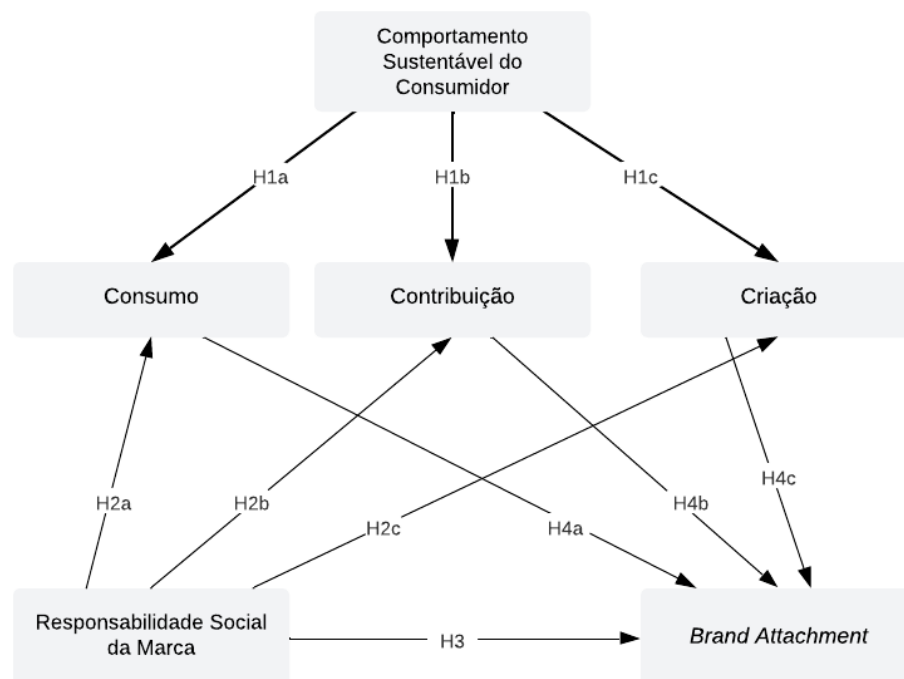 Comportamento
Sustentável do
Consumidor
H1a
H1b
H1c
Consumo
Contribuição
Criação
H2a
H2b
H2c
H4a
H4b
H4c
Responsabilidade Social
da Marca
H3
Brand Attachment